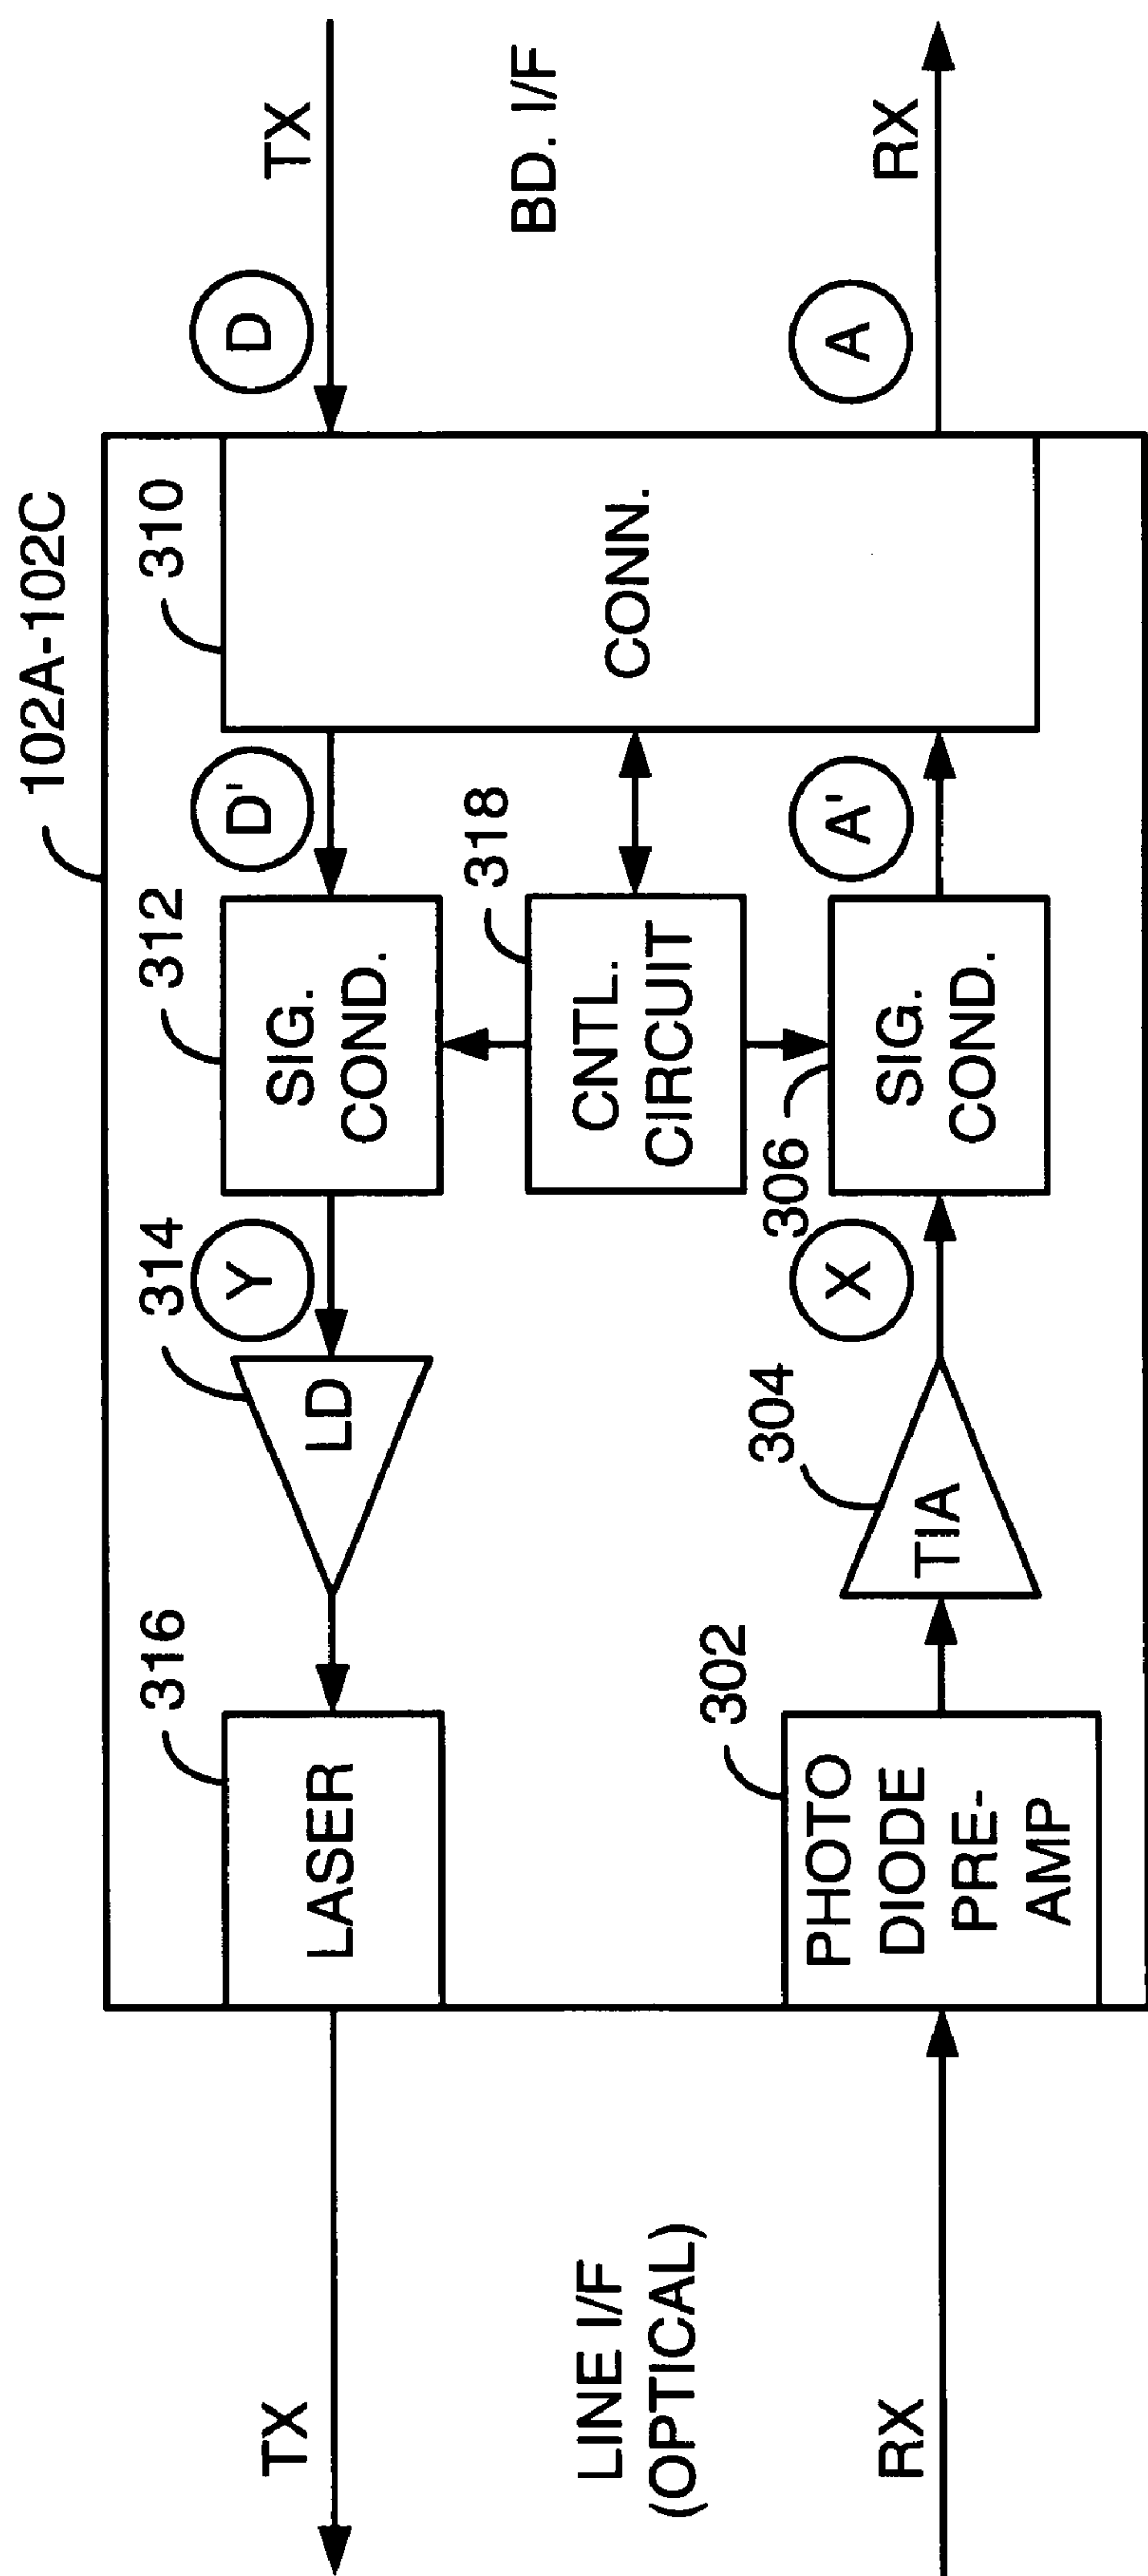 102A-102C
TX
LASER
316
LD
314
Y
SIG.
COND.
312
D'
310
D
TX
LINE I/F
(OPTICAL)
CNTL.
CIRCUIT
318
CONN.
BD. I/F
RX
PHOTO
DIODE
PRE-
AMP
302
TIA
304
X
SIG.
COND.
306
A'
A
RX